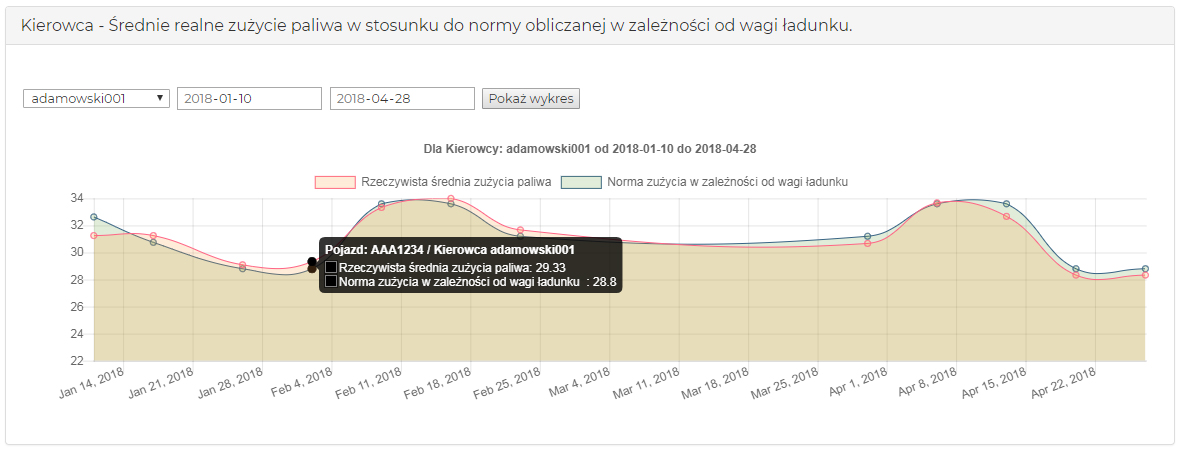 Kierowca - Średnie realne zużycie paliwa w stosunku do normy obliczanej w zależności od wagi ładunku.
adamowski001 2018-01-10 2018-04-28 Pokaż wykres
Dla Kierowcy: adamowski001 od 2018-01-10 do 2018-04-28
Rzeczywista średnia zużycia paliwa Norma zużycia w zależności od wagi ładunku
34
32
30
28
26
24
22
Pojazd: AAA1234 / Kierowca adamowski001
Rzeczywista średnia zużycia paliwa: 29.33
Norma zużycia w zależności od wagi ładunku : 28.8
Jan 14, 2018 Jan 21, 2018 Jan 28, 2018 Feb 4, 2018 Feb 11, 2018 Feb 18, 2018 Feb 25, 2018 Mar 4, 2018 Mar 11, 2018 Mar 18, 2018 Mar 25, 2018 Apr 1, 2018 Apr 8, 2018 Apr 15, 2018 Apr 22, 2018